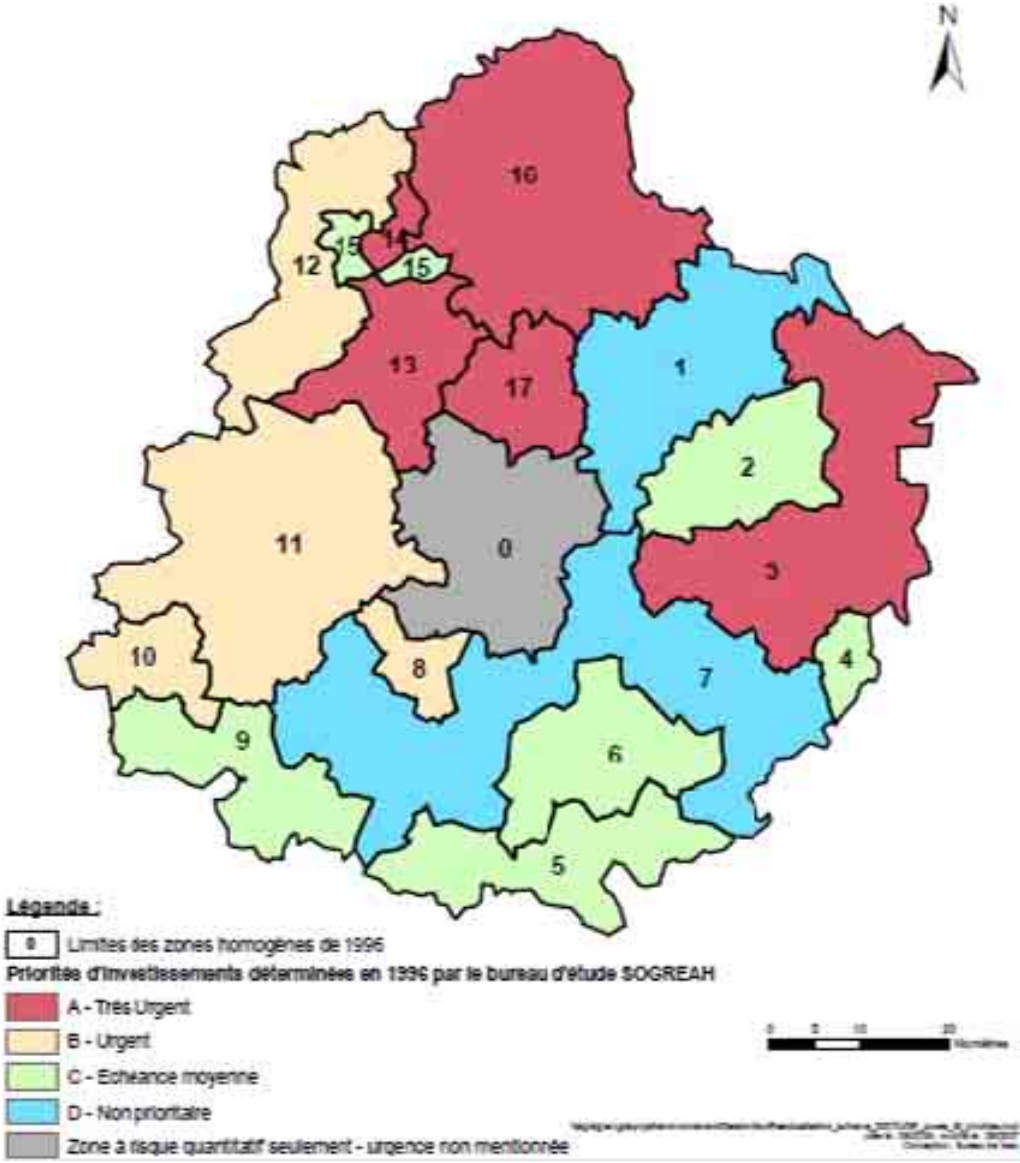 N
16
14
15
12
15
13
17
1
2
11
0
3
10
8
4
7
9
6
5
Légende :
0 Limites des zones homogènes de 1996
Priorités d'investissements déterminées en 1996 par le bureau d'étude SOGREAH
A - Très Urgent
B - Urgent
C - Echéance moyenne
D - Non prioritaire
Zone à risque quantitatif seulement - urgence non mentionnée
0 5 10 20
Kilomètres